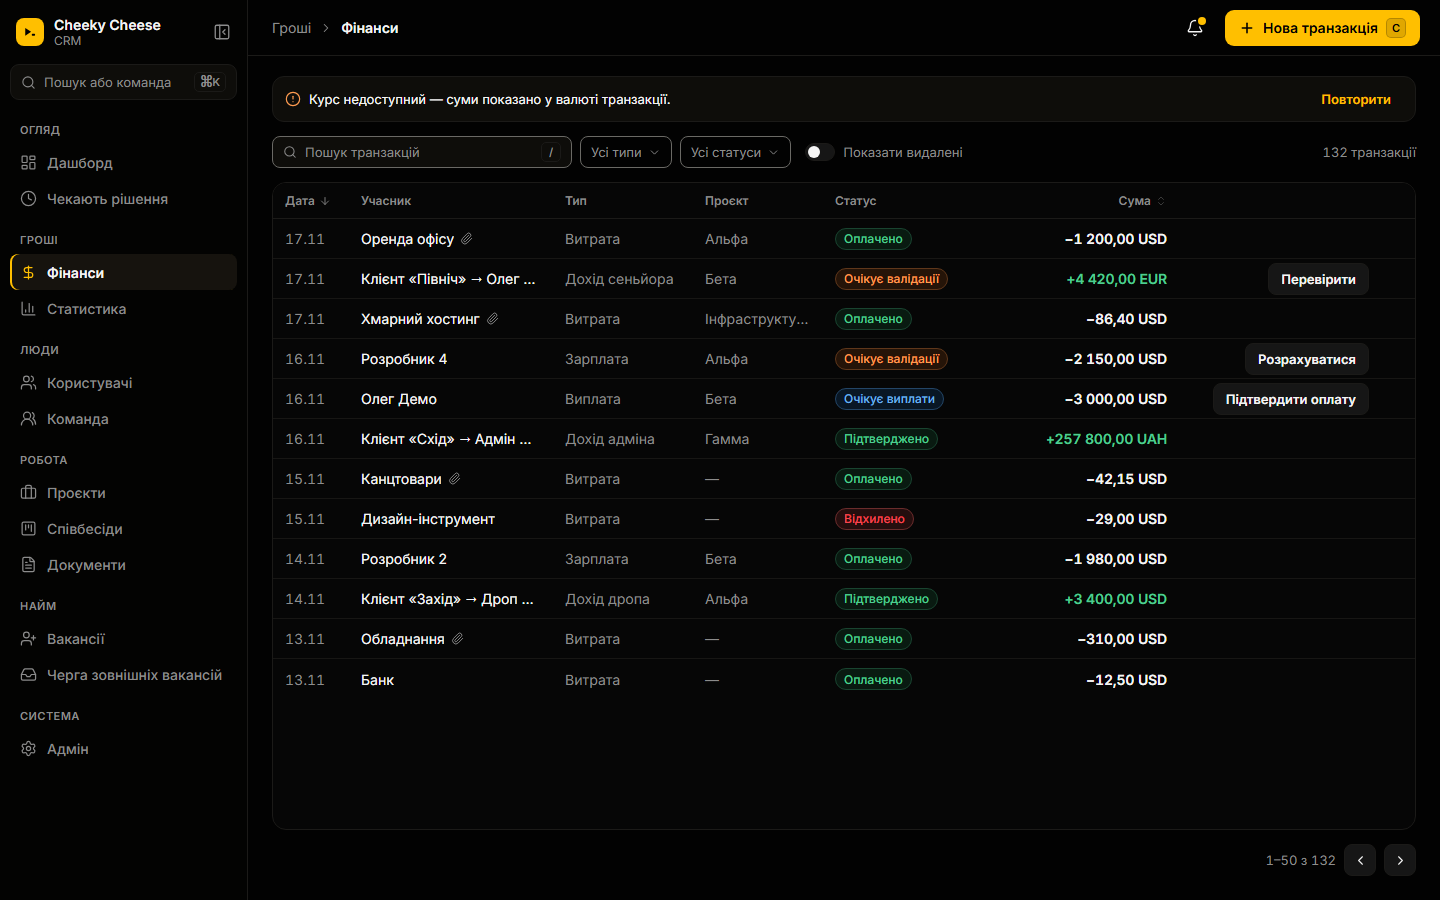 Cheeky Cheese
CRM
Пошук або команда ⌘K
ОГЛЯД
Дашборд
Чекають рішення
ГРОШІ
Фінанси
Статистика
ЛЮДИ
Користувачі
Команда
РОБОТА
Проєкти
Співбесіди
Документи
НАЙМ
Вакансії
Черга зовнішніх вакансій
СИСТЕМА
Адмін
Гроші > Фінанси
+ Нова транзакція C
Курс недоступний — суми показано у валюті транзакції. Повторити
Пошук транзакцій / Усі типи Усі статуси Показати видалені 132 транзакції
Дата ↓ Учасник Тип Проєкт Статус Сума
17.11 Оренда офісу Витрата Альфа Оплачено −1 200,00 USD
17.11 Клієнт «Північ» → Олег ... Дохід сеньйора Бета Очікує валідації +4 420,00 EUR Перевірити
17.11 Хмарний хостинг Витрата Інфраструкту... Оплачено −86,40 USD
16.11 Розробник 4 Зарплата Альфа Очікує валідації −2 150,00 USD Розрахуватися
16.11 Олег Демо Виплата Бета Очікує виплати −3 000,00 USD Підтвердити оплату
16.11 Клієнт «Схід» → Адмін ... Дохід адміна Гамма Підтверджено +257 800,00 UAH
15.11 Канцтовари Витрата — Оплачено −42,15 USD
15.11 Дизайн-інструмент Витрата — Відхилено −29,00 USD
14.11 Розробник 2 Зарплата Бета Оплачено −1 980,00 USD
14.11 Клієнт «Захід» → Дроп ... Дохід дропа Альфа Підтверджено +3 400,00 USD
13.11 Обладнання Витрата — Оплачено −310,00 USD
13.11 Банк Витрата — Оплачено −12,50 USD
1–50 з 132